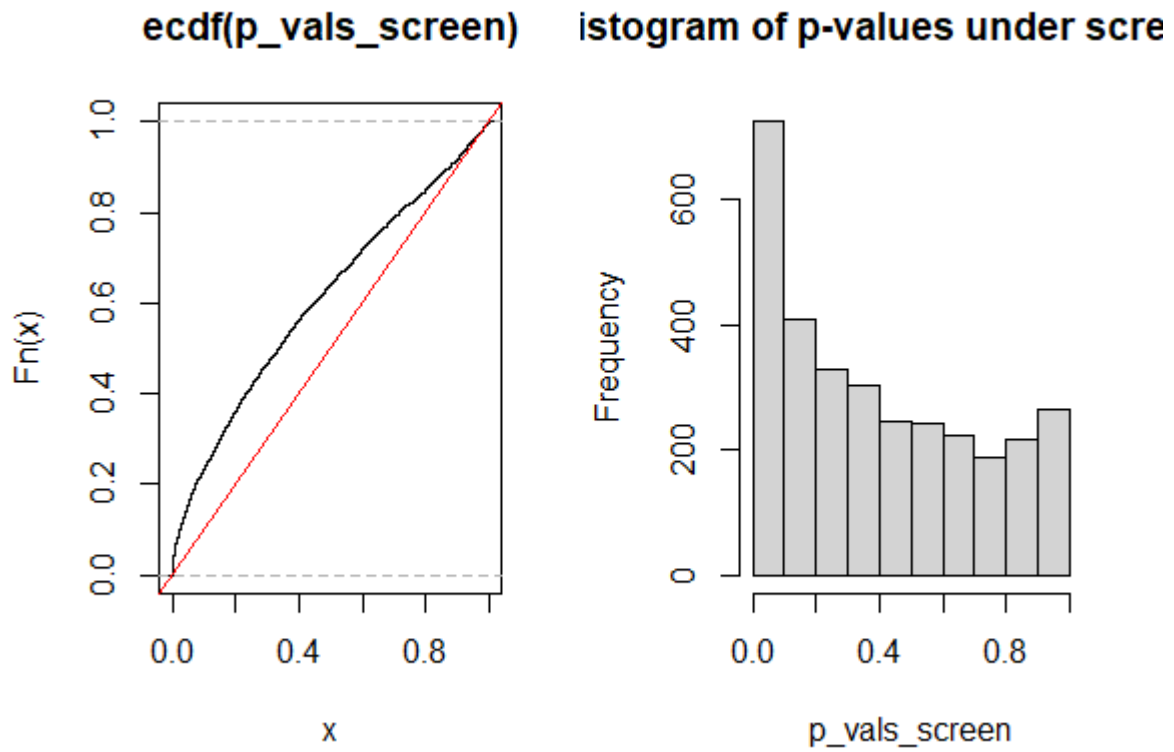 ecdf(p_vals_screen)
Fn(x)
0.0 0.2 0.4 0.6 0.8 1.0
0.0 0.4 0.8
x
istogram of p-values under scre
Frequency
0 200 400 600
0.0 0.4 0.8
p_vals_screen